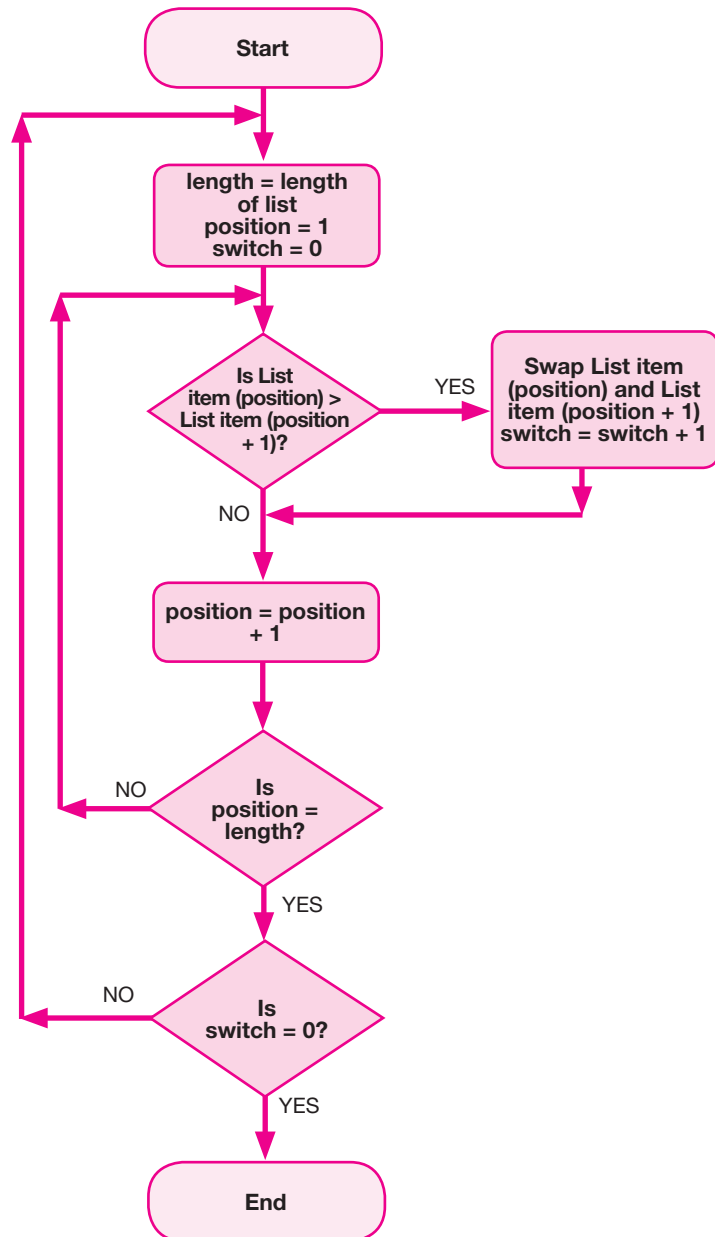 Start
length = length
of list
position = 1
switch = 0
Is List
item (position) >
List item (position
+ 1)?
YES
Swap List item
(position) and List
item (position + 1)
switch = switch + 1
NO
position = position
+ 1
NO
Is
position =
length?
YES
NO
Is
switch = 0?
YES
End